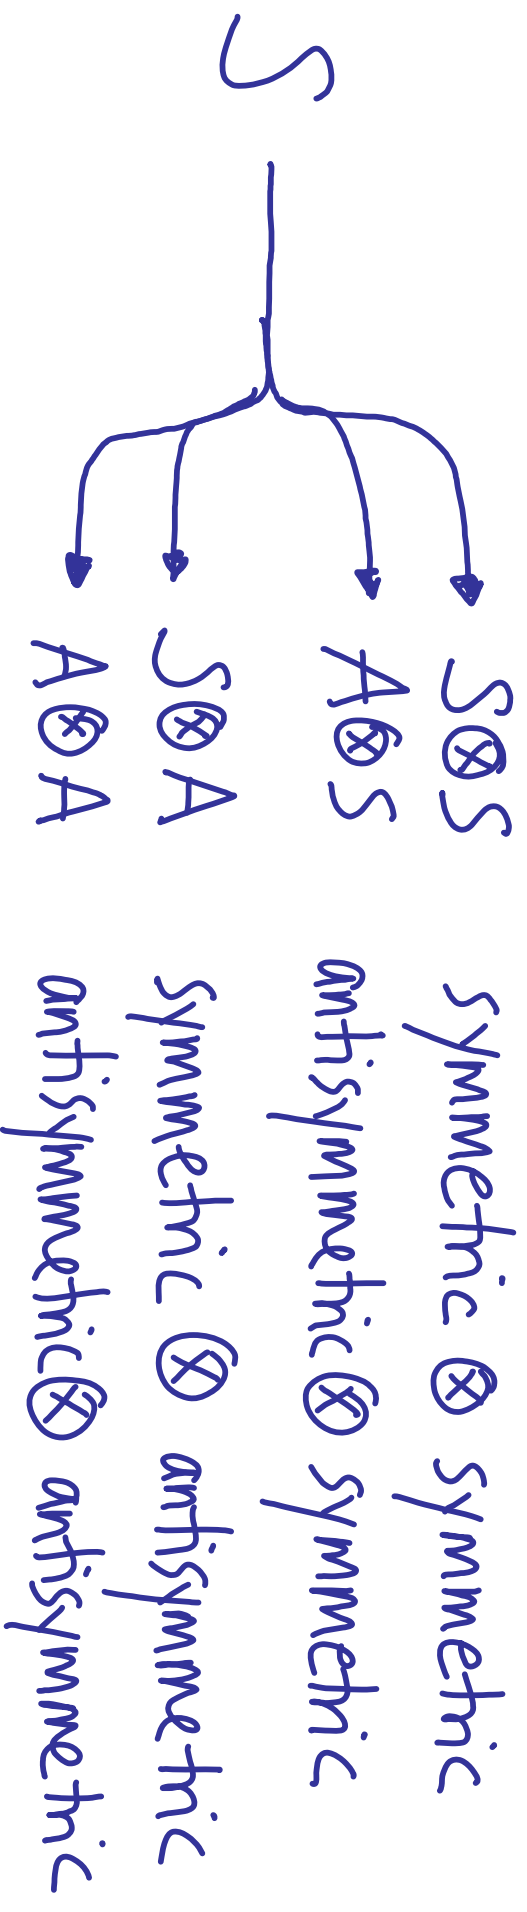 S
S⊗S symmetric ⊗ symmetric
A⊗S antisymmetric ⊗ symmetric
S⊗A symmetric ⊗ antisymmetric
A⊗A antisymmetric ⊗ antisymmetric